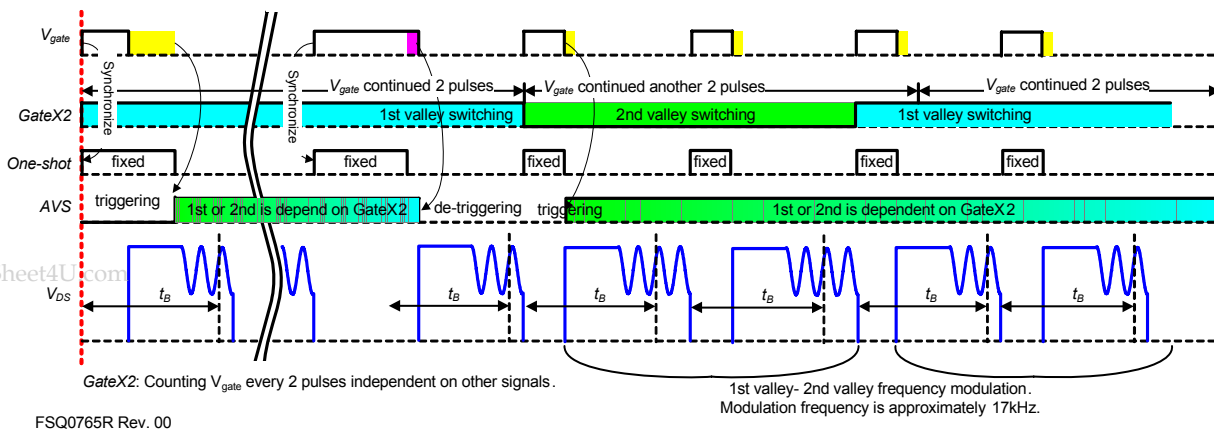 Vgate
Synchronize
Synchronize
Vgate continued 2 pulses
Vgate continued another 2 pulses
Vgate continued 2 pulses
GateX2
1st valley switching
2nd valley switching
1st valley switching
One-shot
fixed
fixed
fixed
fixed
fixed
fixed
AVS
triggering
1st or 2nd is depend on GateX2
de-triggering
triggering
1st or 2nd is dependent on GateX2
Sheet4U.com
VDS
tB
tB
tB
tB
tB
tB
GateX2: Counting Vgate every 2 pulses independent on other signals.
1st valley- 2nd valley frequency modulation.
Modulation frequency is approximately 17kHz.
FSQ0765R Rev. 00